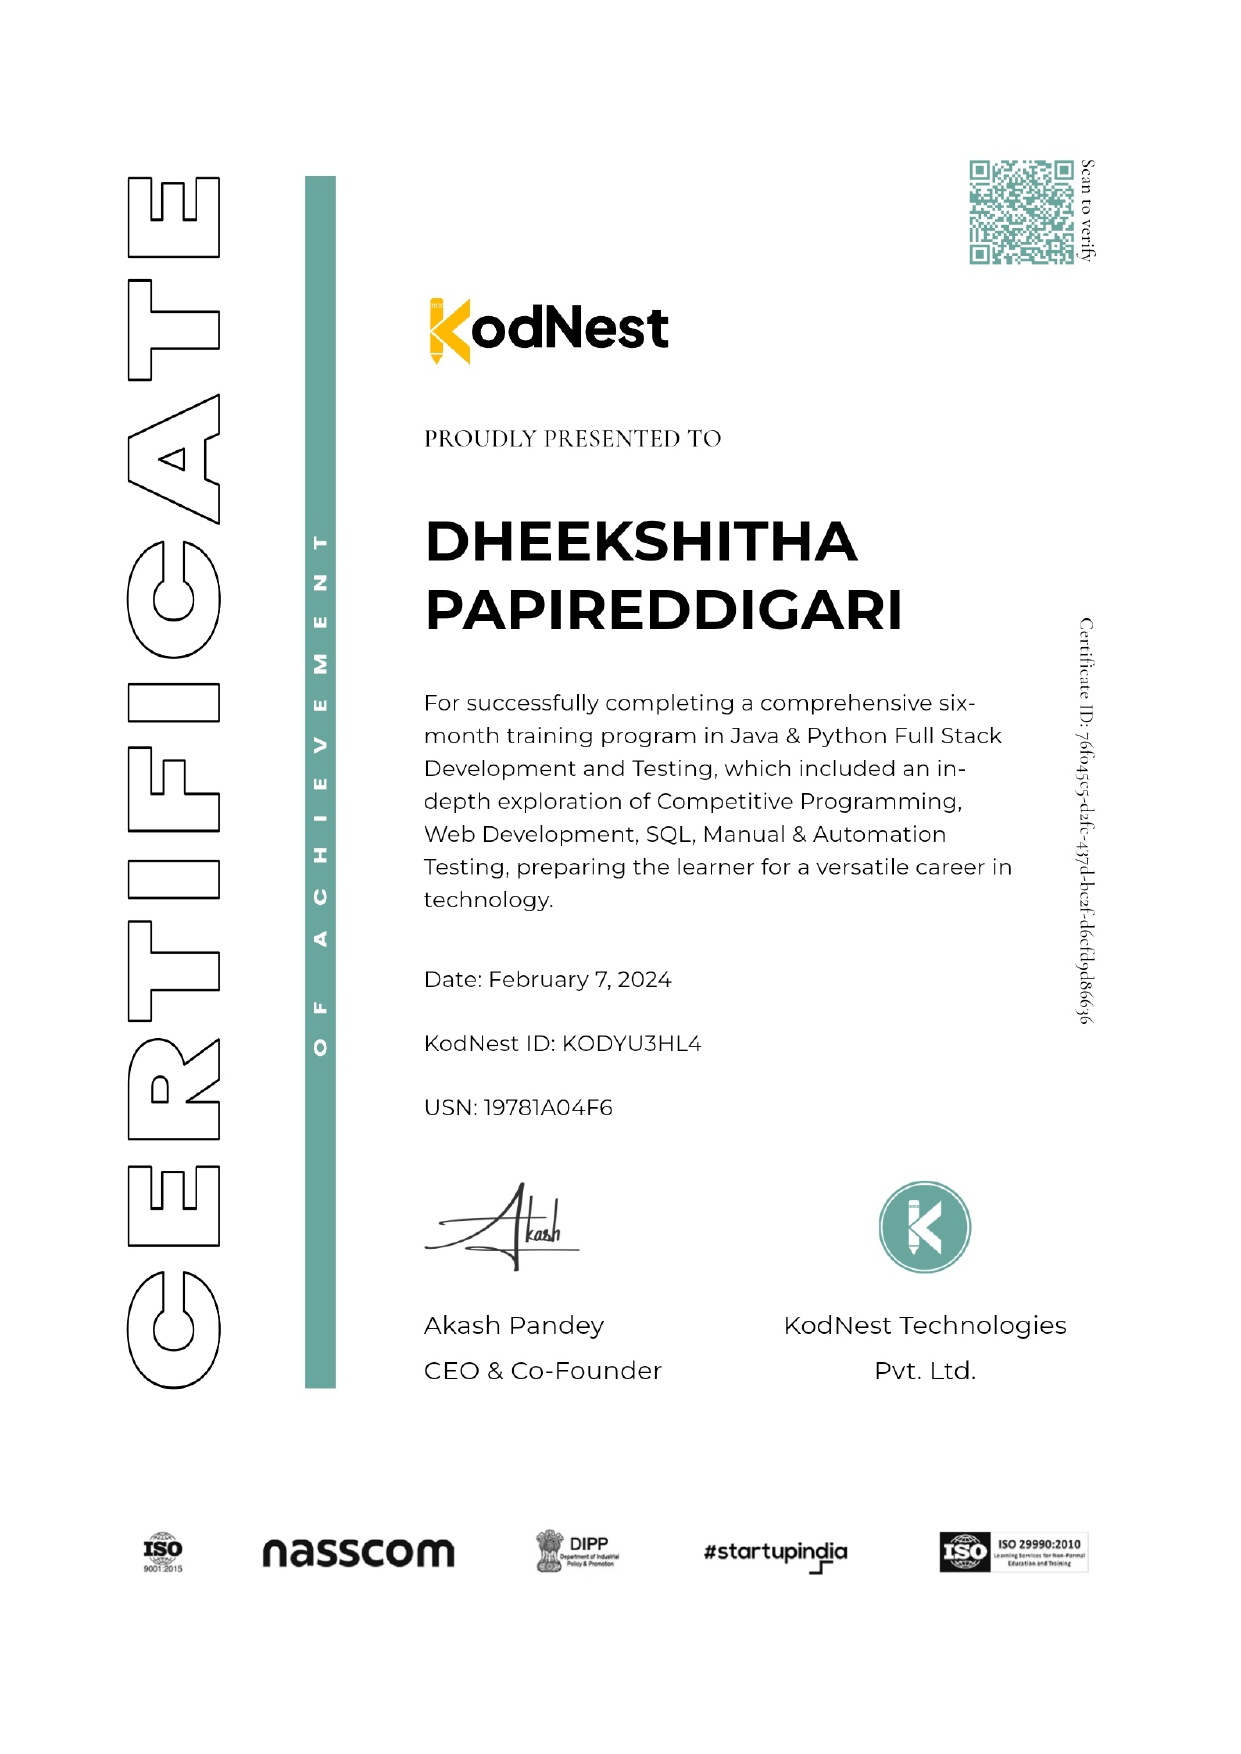 CERTIFICATE
OF ACHIEVEMENT
Scan to verify
KodNest
PROUDLY PRESENTED TO
DHEEKSHITHA
PAPIREDDIGARI
For successfully completing a comprehensive six-
month training program in Java & Python Full Stack
Development and Testing, which included an in-
depth exploration of Competitive Programming,
Web Development, SQL, Manual & Automation
Testing, preparing the learner for a versatile career in
technology.
Certificate ID: 76f045c5-d2fc-437d-bc2f-d6cfd9d86636
Date: February 7, 2024
KodNest ID: KODYU3HL4
USN: 19781A04F6
Akash
Akash Pandey
CEO & Co-Founder
KodNest Technologies
Pvt. Ltd.
ISO
9001:2015
nasscom
DIPP
Department of Industrial
Policy & Promotion
#startupindia
ISO
ISO 29990:2010
Learning Services for Non-Formal
Education and Training